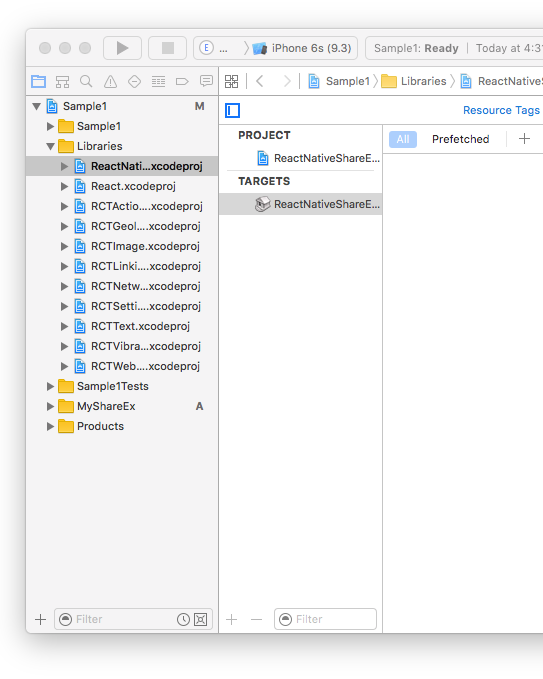 E ... iPhone 6s (9.3) Sample1: Ready Today at 4:3
Sample1 Libraries ReactNativeS
Sample1 M
Sample1
Libraries
ReactNati...xcodeproj
React.xcodeproj
RCTActio....xcodeproj
RCTGeol....xcodeproj
RCTImage.xcodeproj
RCTLinki....xcodeproj
RCTNetw....xcodeproj
RCTSetti....xcodeproj
RCTText.xcodeproj
RCTVibra....xcodeproj
RCTWeb....xcodeproj
Sample1Tests
MyShareEx A
Products
Filter
Resource Tags
PROJECT
ReactNativeShareE...
TARGETS
ReactNativeShareE...
Filter
All Prefetched